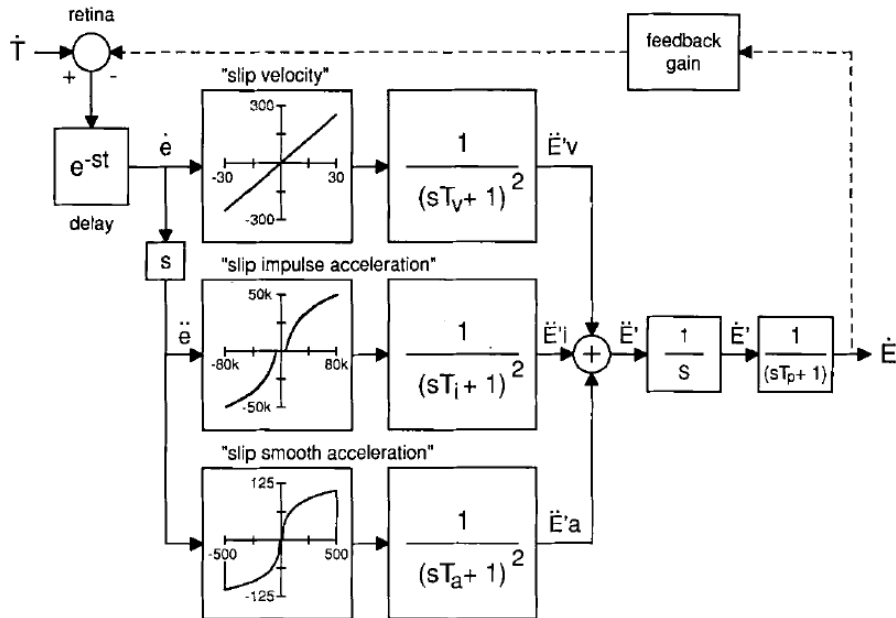 retina
Ṫ
+ -
feedback
gain
"slip velocity"
300
-30 30
-300
e-st
delay
ė
s
1
(sTv+ 1) 2
Ë'v
"slip impulse acceleration"
50k
-80k 80k
-50k
ë
1
(sTi+ 1) 2
Ë'i
+
Ë'
1
S
Ė'
1
(sTp+ 1)
Ė
"slip smooth acceleration"
125
-500 500
-125
1
(sTa+ 1) 2
Ë'a